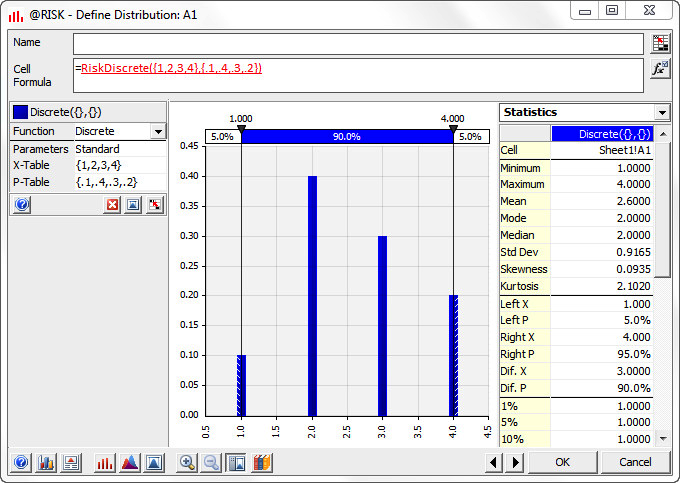 @RISK - Define Distribution: A1
Name
Cell Formula
=RiskDiscrete({1,2,3,4},{.1,.4,.3,.2})
Discrete({},{})
Function Discrete
Parameters Standard
X-Table {1,2,3,4}
P-Table {.1,.4,.3,.2}
1.000 4.000
5.0% 90.0% 5.0%
0.45
0.40
0.35
0.30
0.25
0.20
0.15
0.10
0.05
0.00
0.5 1.0 1.5 2.0 2.5 3.0 3.5 4.0 4.5
Statistics
Discrete({},{})
Cell Sheet1!A1
Minimum 1.0000
Maximum 4.0000
Mean 2.6000
Mode 2.0000
Median 2.0000
Std Dev 0.9165
Skewness 0.0935
Kurtosis 2.1020
Left X 1.000
Left P 5.0%
Right X 4.000
Right P 95.0%
Dif. X 3.0000
Dif. P 90.0%
1% 1.0000
5% 1.0000
10% 1.0000
OK Cancel